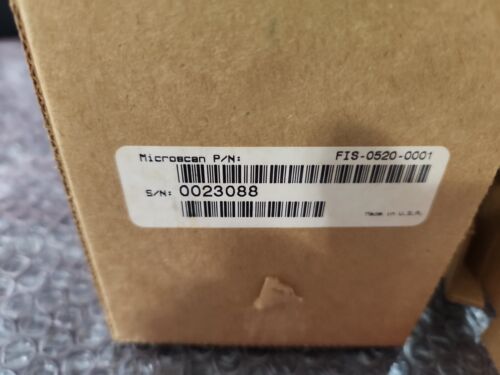 Microscan P/N: FIS-0520-0001
S/N: 0023088
Made in U.S.A.